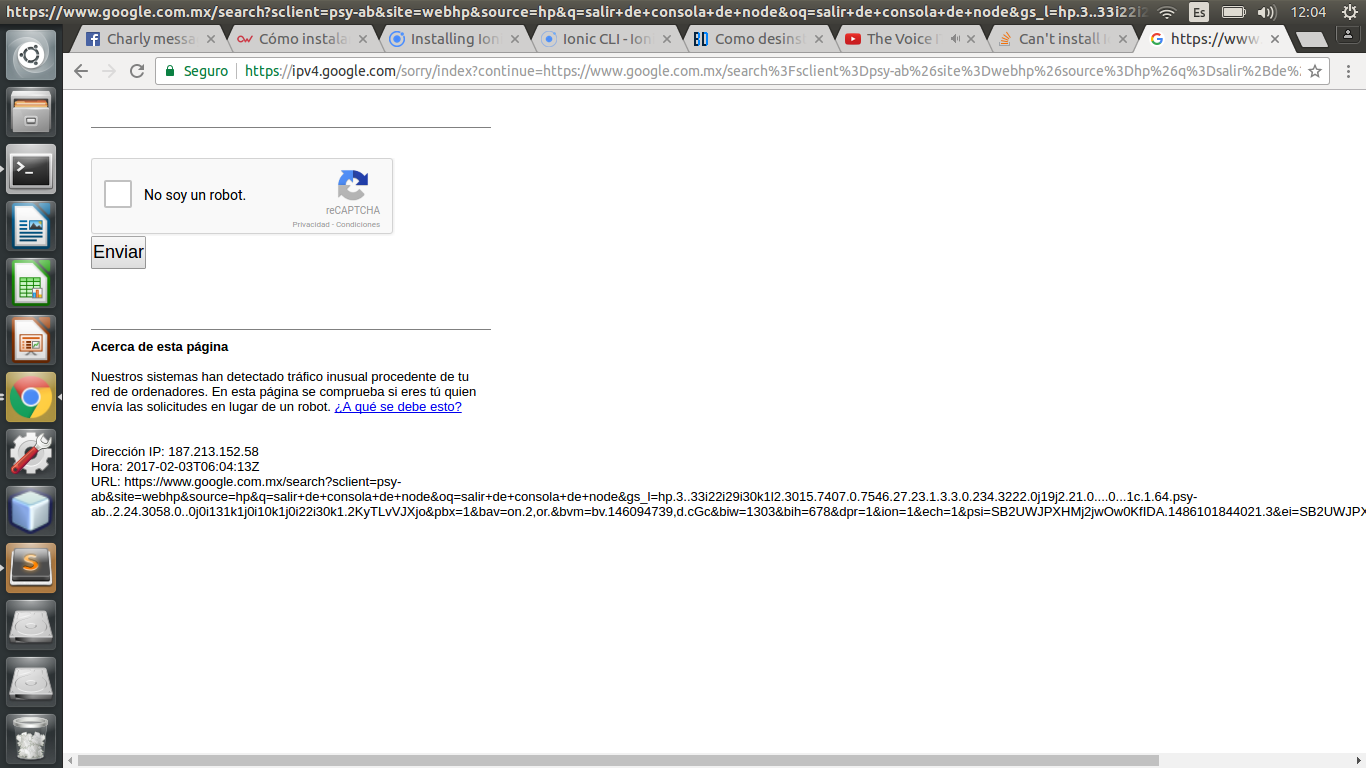 https://www.google.com.mx/search?sclient=psy-ab&site=webhp&source=hp&q=salir+de+consola+de+node&oq=salir+de+consola+de+node&gs_l=hp.3..33i22i2
Es
12:04
Charly messa
Cómo instala
Installing Ion
Ionic CLI - Ion
Como desins
The Voice
Can't install
https://www
Seguro
https://ipv4.google.com/sorry/index?continue=https://www.google.com.mx/search%3Fsclient%3Dpsy-ab%26site%3Dwebhp%26source%3Dhp%26q%3Dsalir%2Bde%
No soy un robot.
reCAPTCHA
Privacidad - Condiciones
Enviar
Acerca de esta página
Nuestros sistemas han detectado tráfico inusual procedente de tu
red de ordenadores. En esta página se comprueba si eres tú quien
envía las solicitudes en lugar de un robot. ¿A qué se debe esto?
Dirección IP: 187.213.152.58
Hora: 2017-02-03T06:04:13Z
URL: https://www.google.com.mx/search?sclient=psy-
ab&site=webhp&source=hp&q=salir+de+consola+de+node&oq=salir+de+consola+de+node&gs_l=hp.3..33i22i29i30k1l2.3015.7407.0.7546.27.23.1.3.3.0.234.3222.0j19j2.21.0....0...1c.1.64.psy-
ab..2.24.3058.0..0j0i131k1j0i10k1j0i22i30k1.2KyTLvVJXjo&pbx=1&bav=on.2,or.&bvm=bv.146094739,d.cGc&biw=1303&bih=678&dpr=1&ion=1&ech=1&psi=SB2UWJPXHMj2jwOw0KfIDA.1486101844021.3&ei=SB2UWJPX